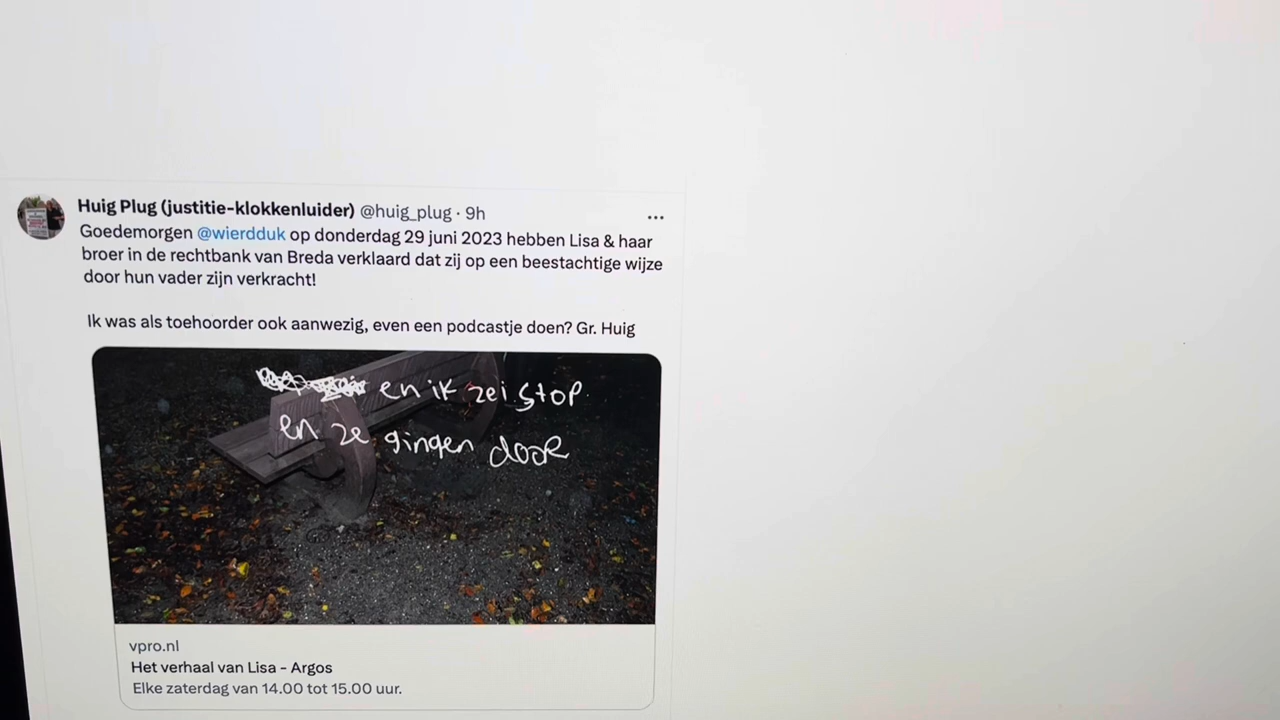 Huig Plug (justitie-klokkenluider) @huig_plug · 9h
Goedemorgen @wierdduk op donderdag 29 juni 2023 hebben Lisa & haar
broer in de rechtbank van Breda verklaard dat zij op een beestachtige wijze
door hun vader zijn verkracht!
Ik was als toehoorder ook aanwezig, even een podcastje doen? Gr. Huig
en ik zei stop
en ze gingen door
vpro.nl
Het verhaal van Lisa - Argos
Elke zaterdag van 14.00 tot 15.00 uur.